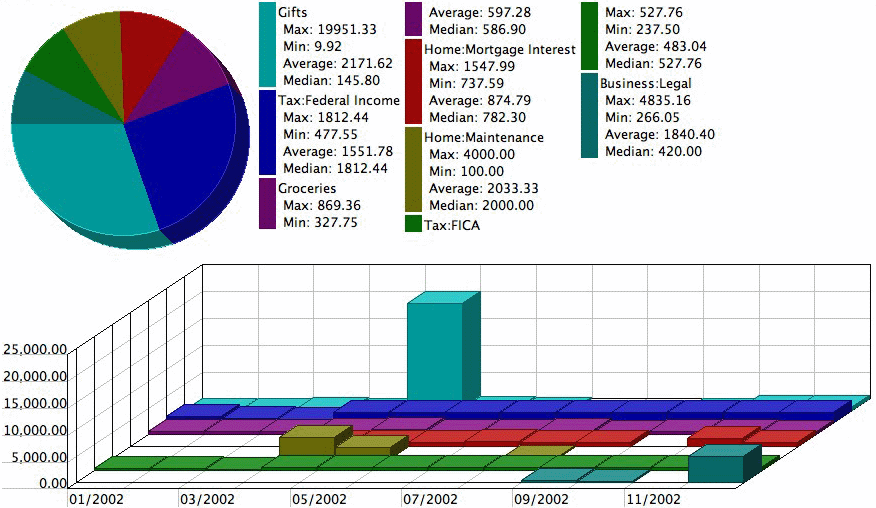 Gifts
Max: 19951.33
Min: 9.92
Average: 2171.62
Median: 145.80
Tax:Federal Income
Max: 1812.44
Min: 477.55
Average: 1551.78
Median: 1812.44
Groceries
Max: 869.36
Min: 327.75
Average: 597.28
Median: 586.90
Home:Mortgage Interest
Max: 1547.99
Min: 737.59
Average: 874.79
Median: 782.30
Home:Maintenance
Max: 4000.00
Min: 100.00
Average: 2033.33
Median: 2000.00
Tax:FICA
Max: 527.76
Min: 237.50
Average: 483.04
Median: 527.76
Business:Legal
Max: 4835.16
Min: 266.05
Average: 1840.40
Median: 420.00
25,000.00
20,000.00
15,000.00
10,000.00
5,000.00
0.00
01/2002 03/2002 05/2002 07/2002 09/2002 11/2002